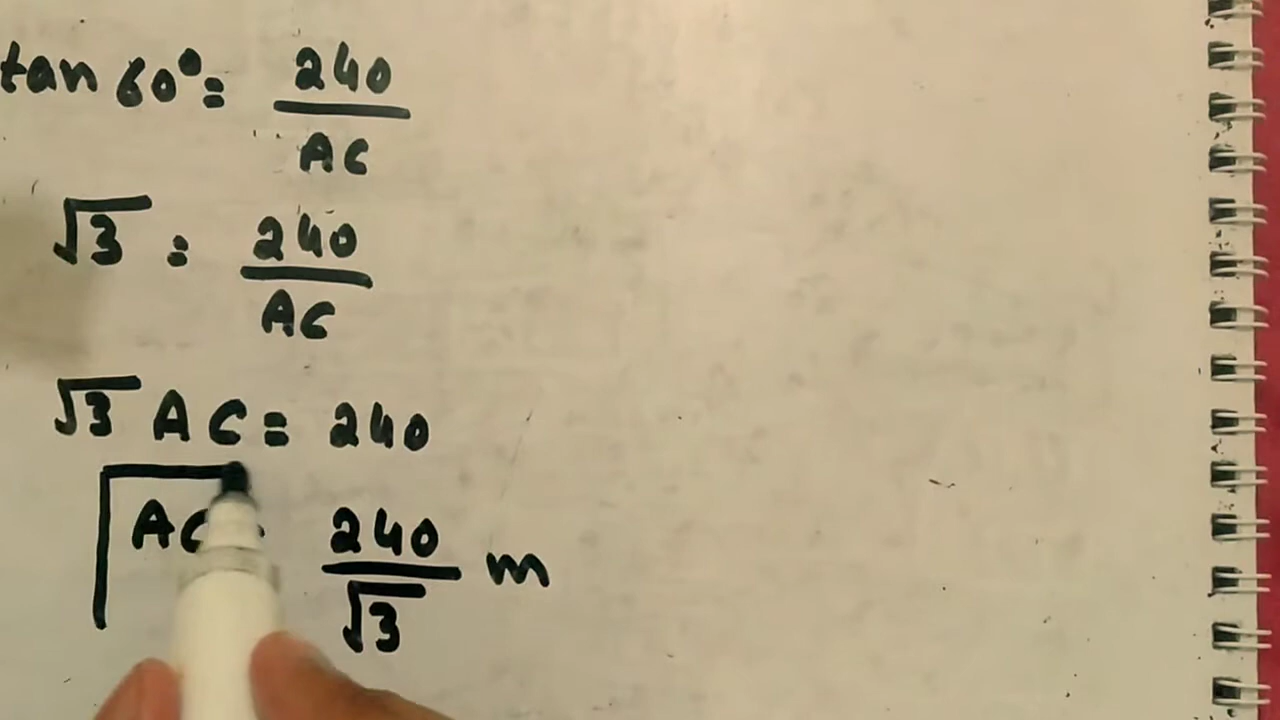 tan 60° = 240/AC
√3 = 240/AC
√3 AC = 240
AC = 240/√3 m